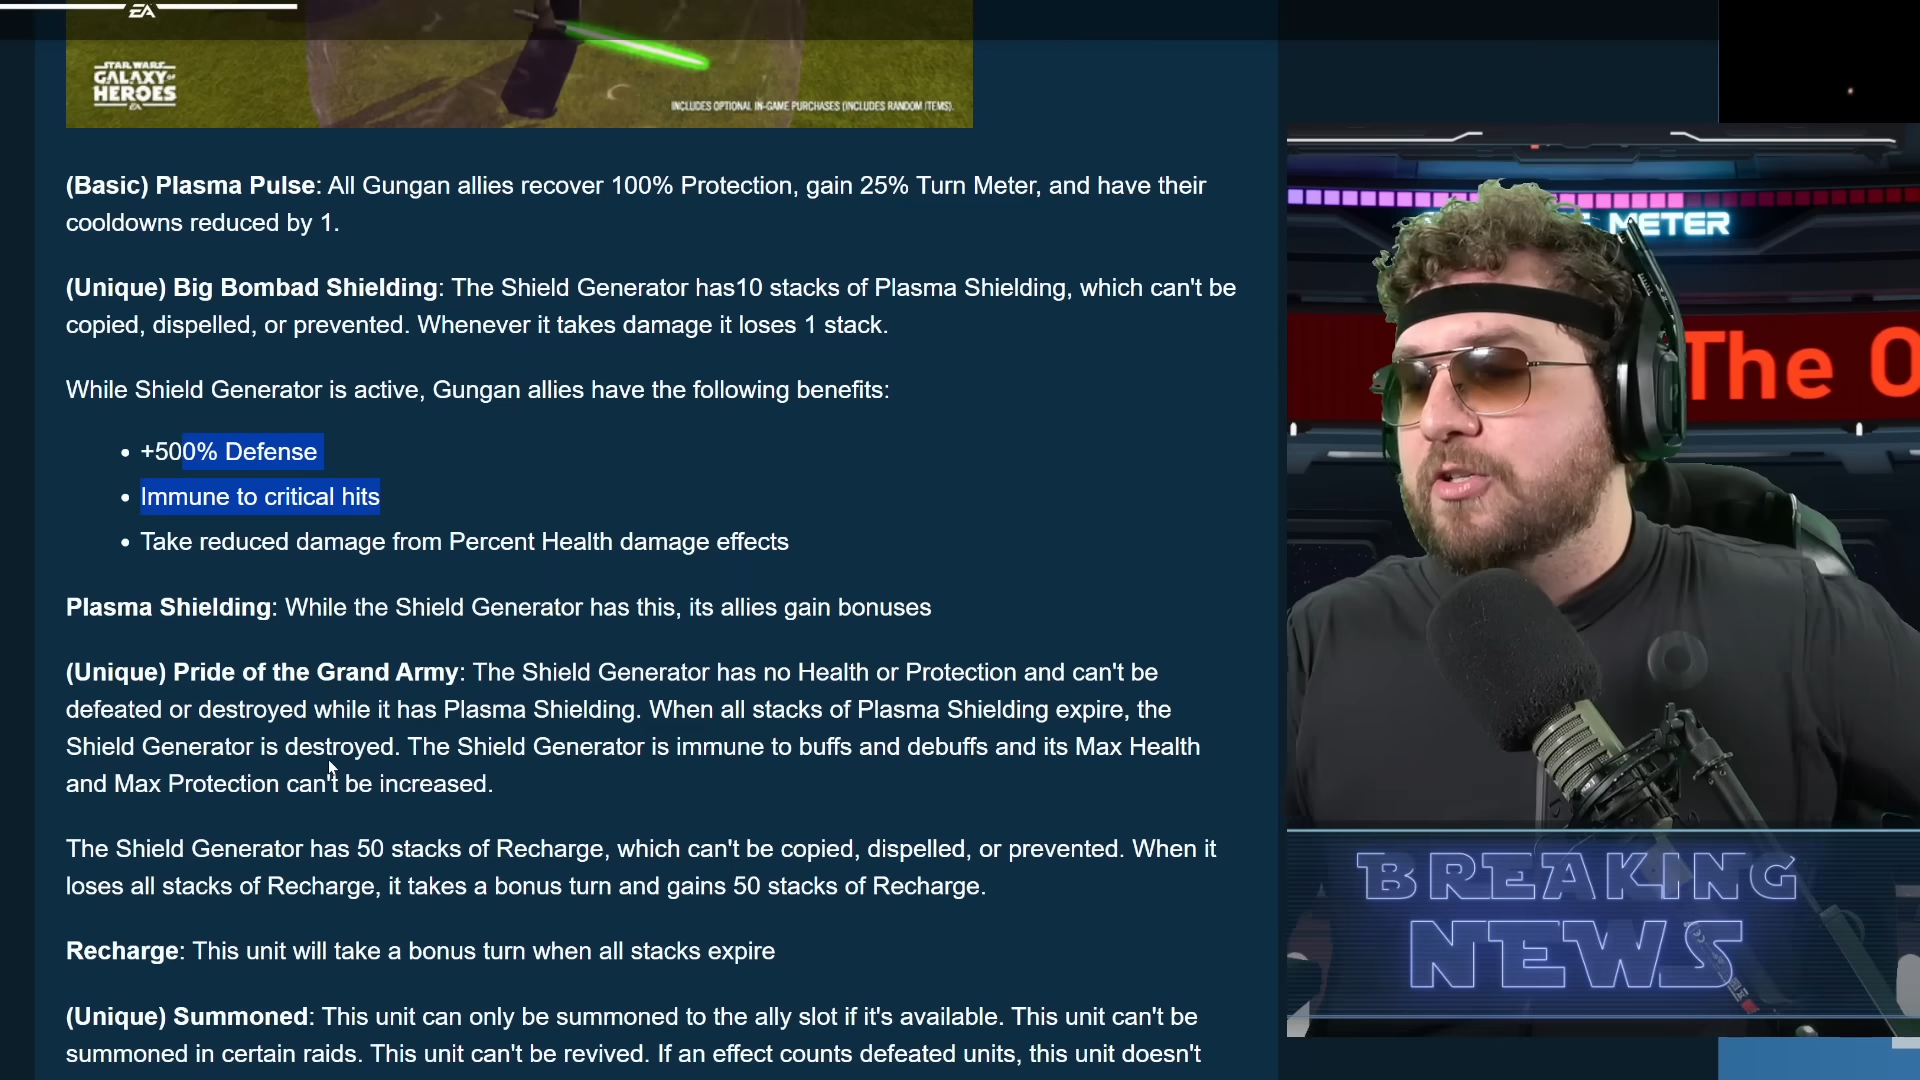 EA
STAR WARS
GALAXY OF
HEROES
EA
INCLUDES OPTIONAL IN-GAME PURCHASES (INCLUDES RANDOM ITEMS).
(Basic) Plasma Pulse: All Gungan allies recover 100% Protection, gain 25% Turn Meter, and have their
cooldowns reduced by 1.
(Unique) Big Bombad Shielding: The Shield Generator has10 stacks of Plasma Shielding, which can't be
copied, dispelled, or prevented. Whenever it takes damage it loses 1 stack.
While Shield Generator is active, Gungan allies have the following benefits:
• +500% Defense
• Immune to critical hits
• Take reduced damage from Percent Health damage effects
Plasma Shielding: While the Shield Generator has this, its allies gain bonuses
(Unique) Pride of the Grand Army: The Shield Generator has no Health or Protection and can't be
defeated or destroyed while it has Plasma Shielding. When all stacks of Plasma Shielding expire, the
Shield Generator is destroyed. The Shield Generator is immune to buffs and debuffs and its Max Health
and Max Protection can't be increased.
The Shield Generator has 50 stacks of Recharge, which can't be copied, dispelled, or prevented. When it
loses all stacks of Recharge, it takes a bonus turn and gains 50 stacks of Recharge.
Recharge: This unit will take a bonus turn when all stacks expire
(Unique) Summoned: This unit can only be summoned to the ally slot if it's available. This unit can't be
summoned in certain raids. This unit can't be revived. If an effect counts defeated units, this unit doesn't
METER
The O
BREAKING
NEWS